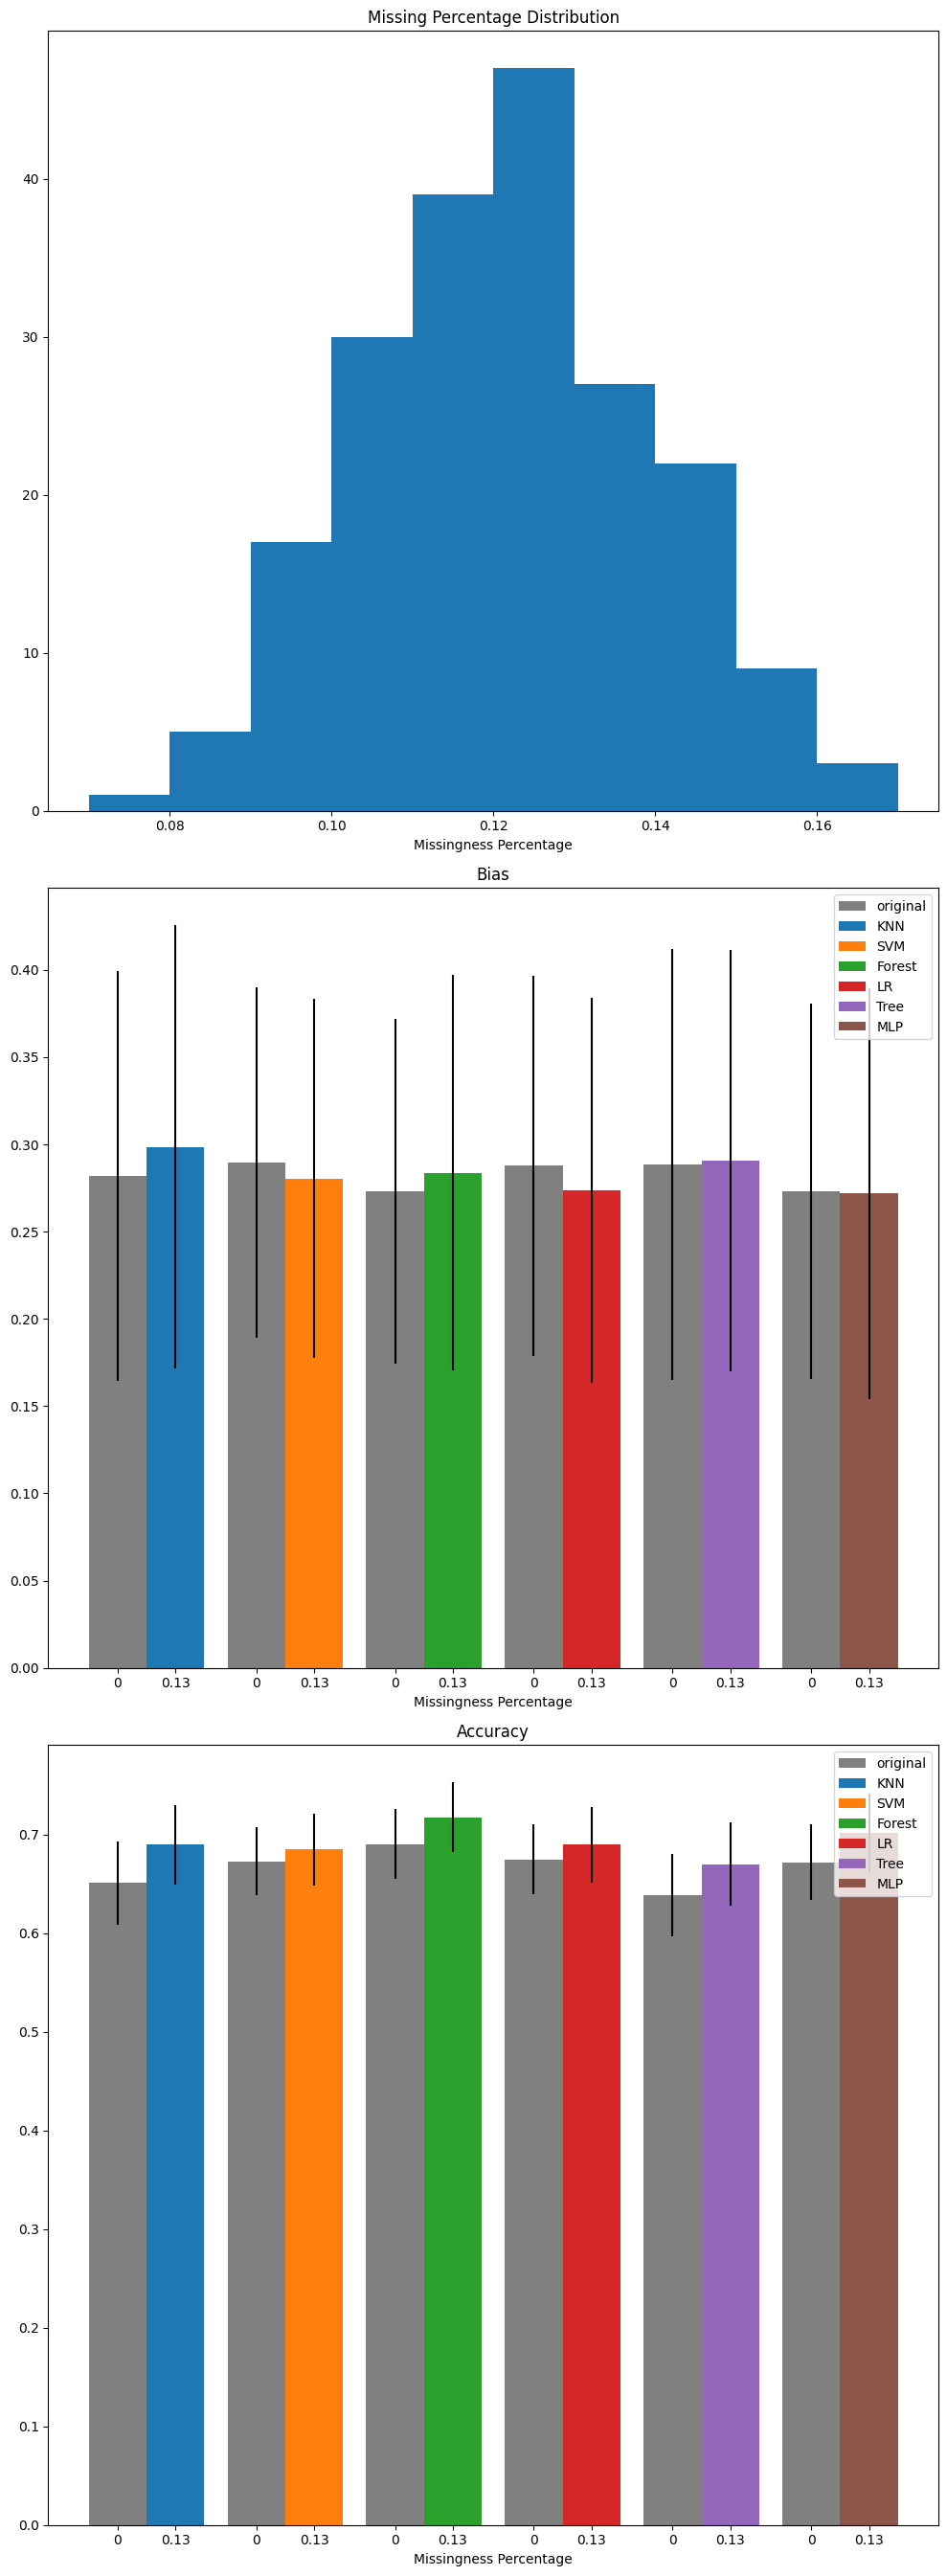 Missing Percentage Distribution
40
30
20
10
0
0.08 0.10 0.12 0.14 0.16
Missingness Percentage
Bias
original
KNN
SVM
Forest
LR
Tree
MLP
0.40
0.35
0.30
0.25
0.20
0.15
0.10
0.05
0.00
0 0.13 0 0.13 0 0.13 0 0.13 0 0.13 0 0.13
Missingness Percentage
Accuracy
original
KNN
SVM
Forest
LR
Tree
MLP
0.7
0.6
0.5
0.4
0.3
0.2
0.1
0.0
0 0.13 0 0.13 0 0.13 0 0.13 0 0.13 0 0.13
Missingness Percentage